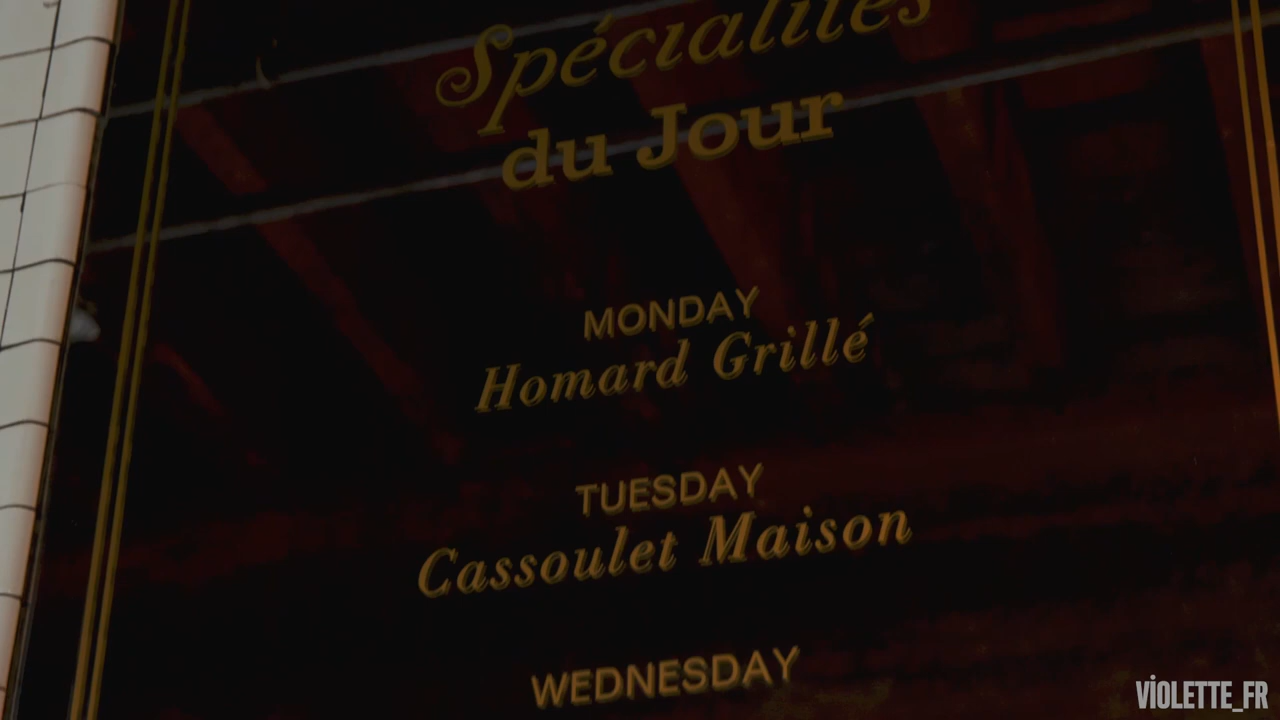 Spécialités
du Jour
MONDAY
Homard Grillé
TUESDAY
Cassoulet Maison
WEDNESDAY
VIOLETTE_FR